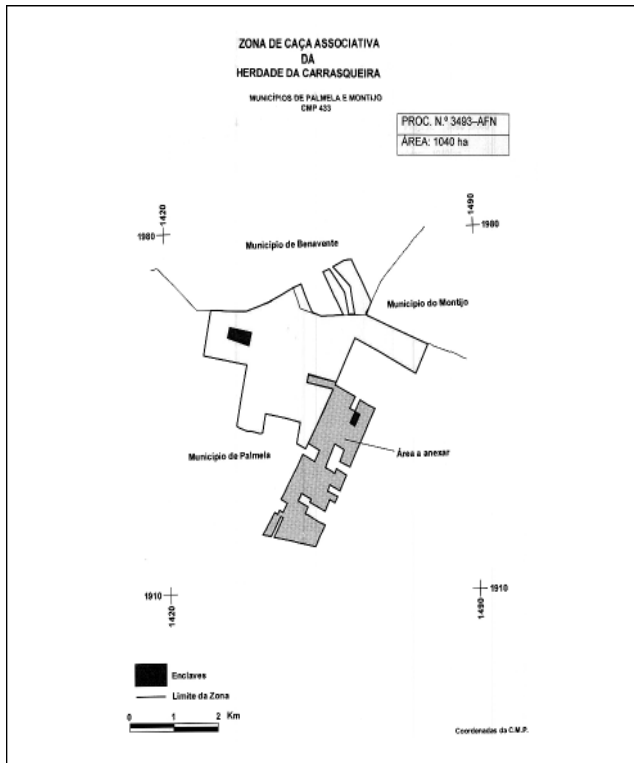 ZONA DE CAÇA ASSOCIATIVA
DA
HERDADE DA CARRASQUEIRA
MUNICÍPIOS DE PALMELA E MONTIJO
CMP 433
PROC. N.º 3493–AFN
ÁREA: 1040 ha
1420
1980
1490
1980
Município de Benavente
Município do Montijo
Município de Palmela
Área a anexar
1910
1420
1910
1490
Enclaves
Limite da Zona
0 1 2 Km
Coordenadas da C.M.P.